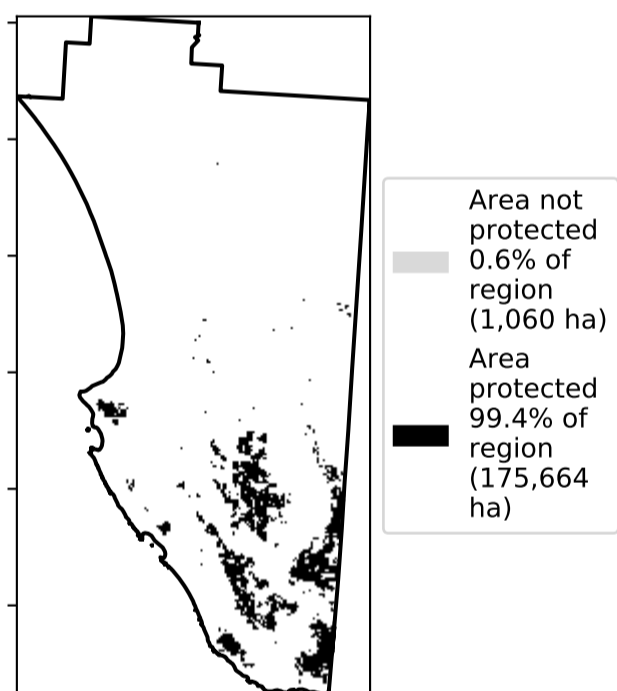 Area not
protected
0.6% of
region
(1,060 ha)
Area
protected
99.4% of
region
(175,664
ha)